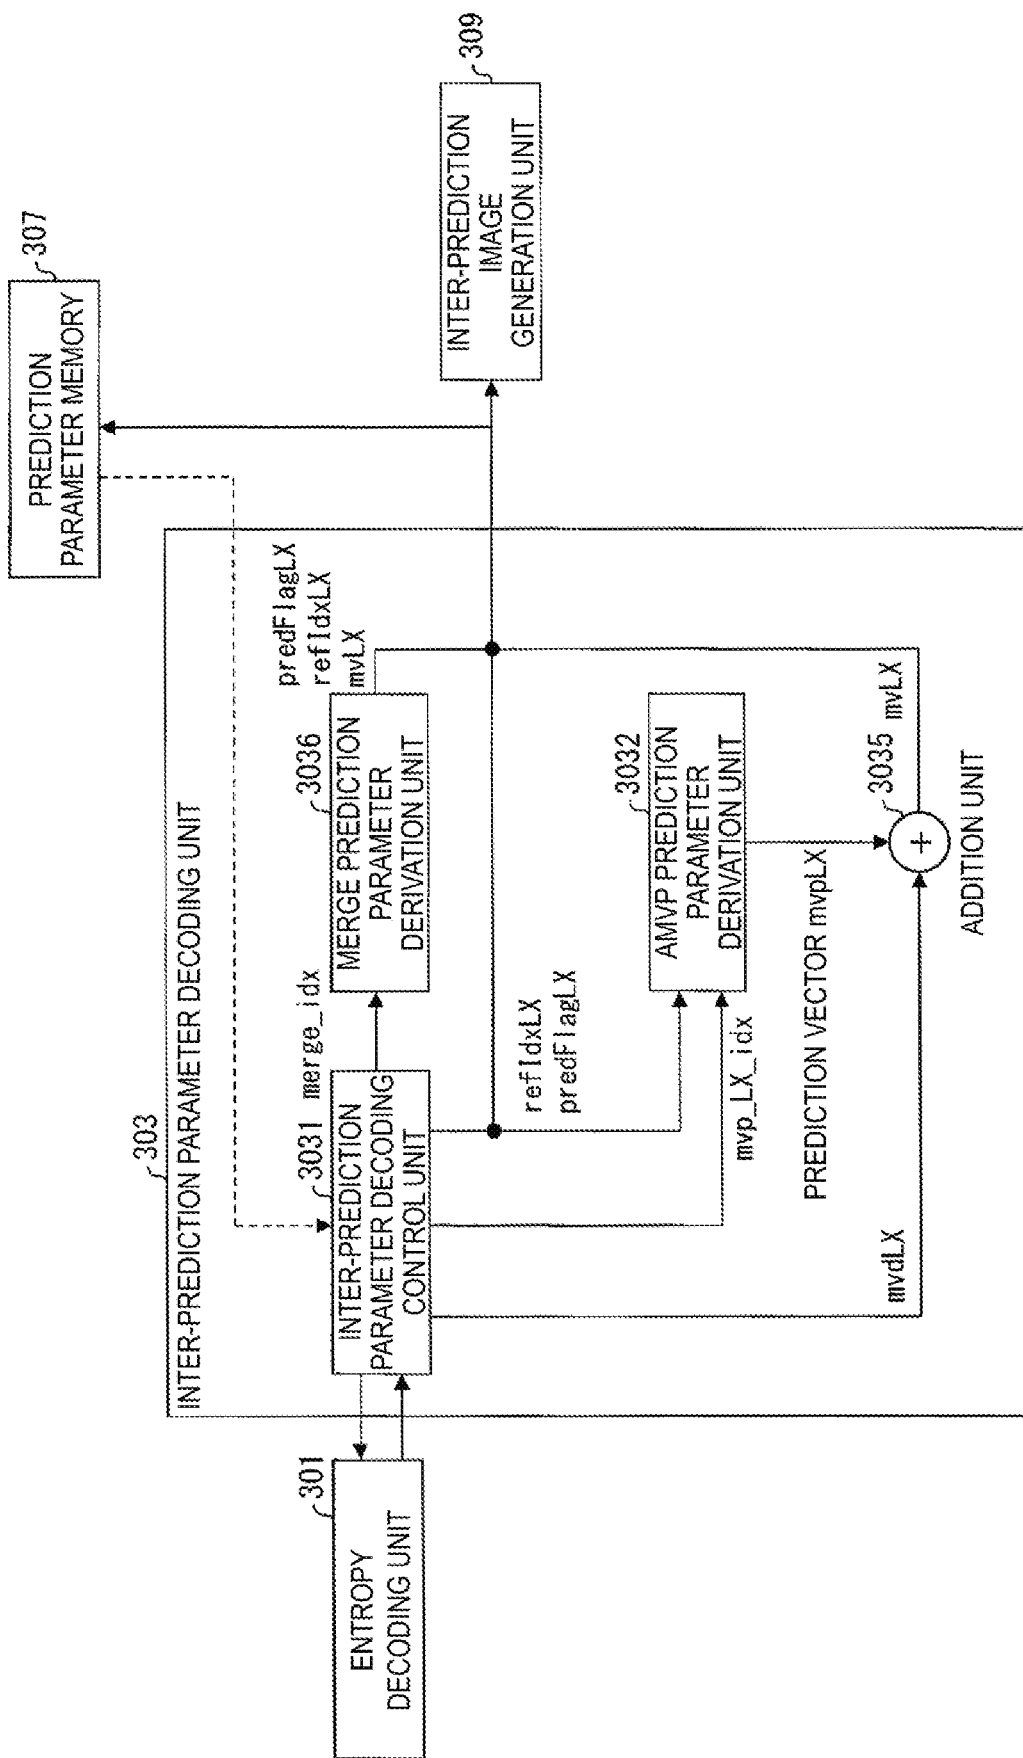 307
PREDICTION
PARAMETER MEMORY
309
INTER-PREDICTION
IMAGE
GENERATION UNIT
303
INTER-PREDICTION PARAMETER DECODING UNIT
301
ENTROPY
DECODING UNIT
3031
INTER-PREDICTION
PARAMETER DECODING
CONTROL UNIT
merge_idx
3036
MERGE PREDICTION
PARAMETER
DERIVATION UNIT
predFlagLX
refIdxLX
mvLX
refIdxLX
predFlagLX
mvp_LX_idx
3032
AMVP PREDICTION
PARAMETER
DERIVATION UNIT
PREDICTION VECTOR mvpLX
mvdLX
mvLX
3035
+
ADDITION UNIT